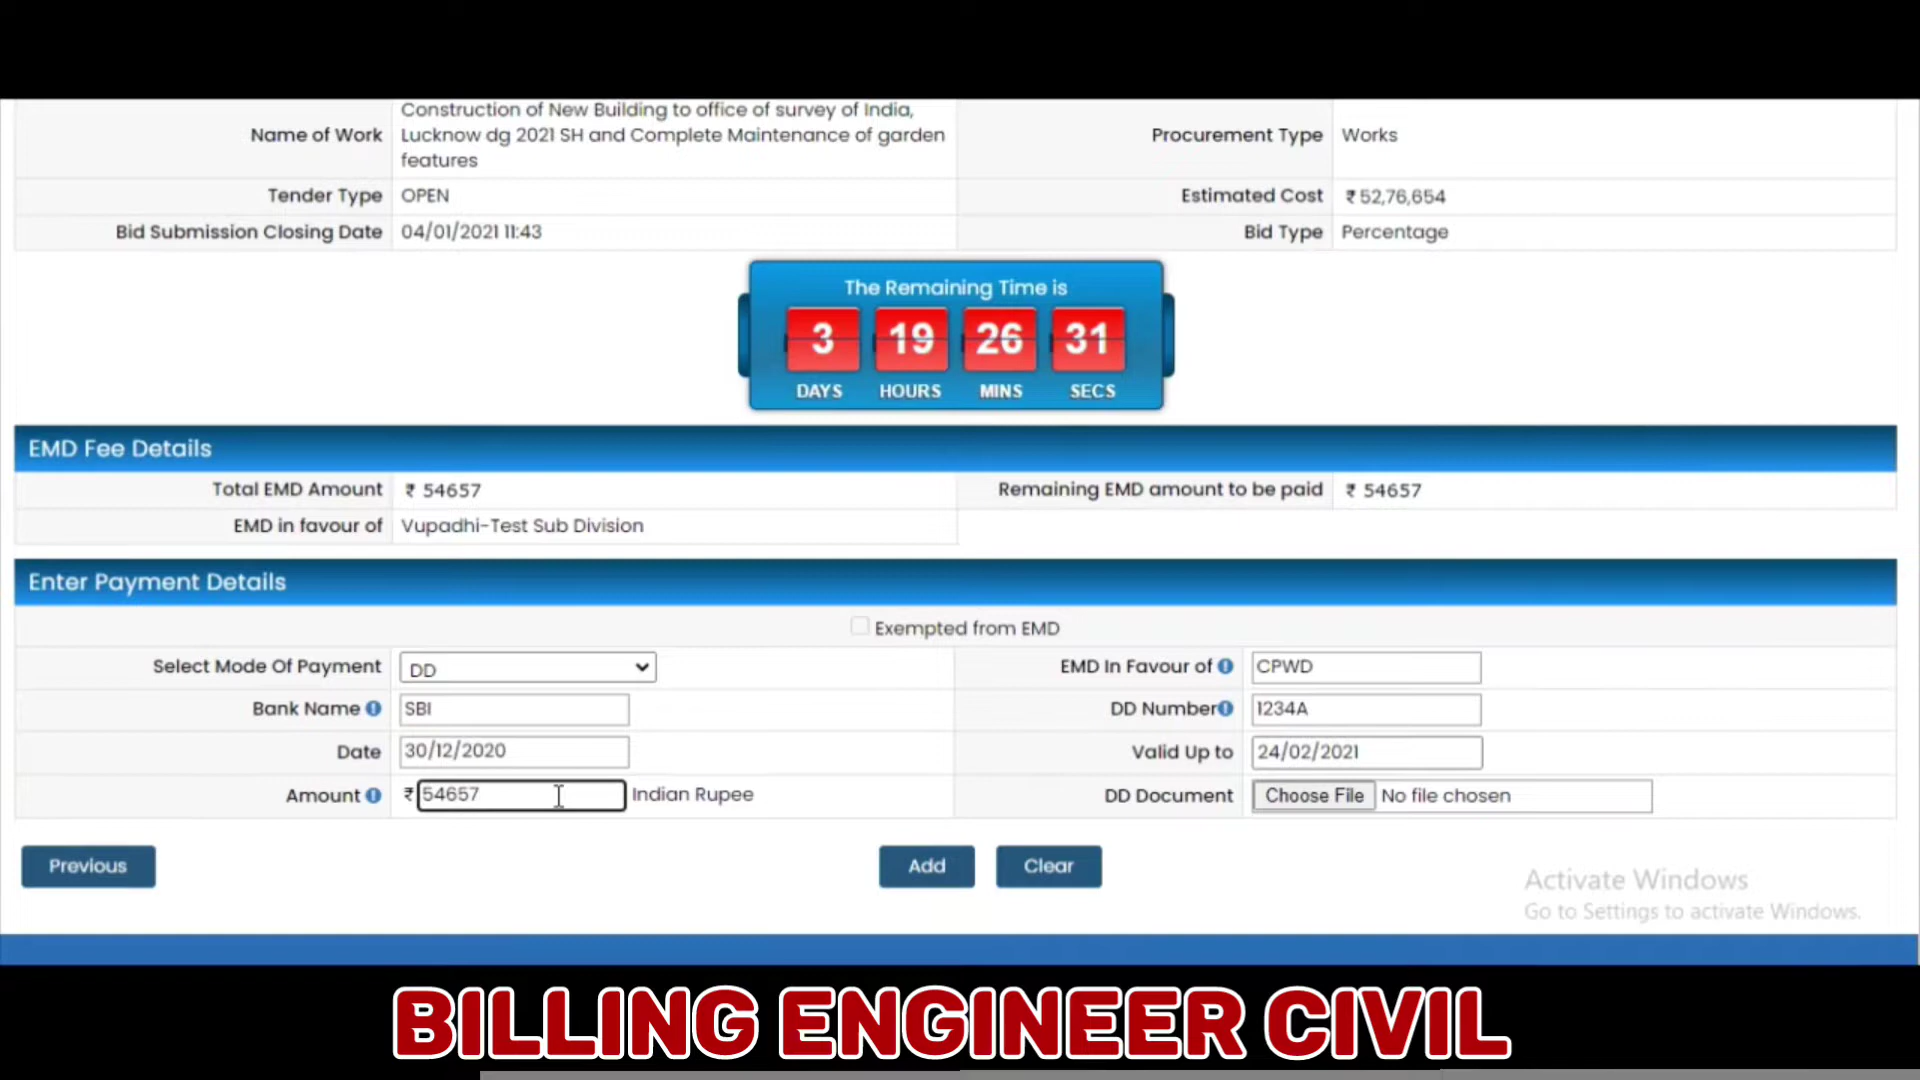 Name of Work
Construction of New Building to office of survey of India,
Lucknow dg 2021 SH and Complete Maintenance of garden
features
Procurement Type
Works
Tender Type
OPEN
Estimated Cost
₹ 52,76,654
Bid Submission Closing Date
04/01/2021 11:43
Bid Type
Percentage
The Remaining Time is
3 19 26 31
DAYS HOURS MINS SECS
EMD Fee Details
Total EMD Amount
₹ 54657
Remaining EMD amount to be paid
₹ 54657
EMD in favour of
Vupadhi-Test Sub Division
Enter Payment Details
Exempted from EMD
Select Mode Of Payment
DD
EMD In Favour of
CPWD
Bank Name
SBI
DD Number
1234A
Date
30/12/2020
Valid Up to
24/02/2021
Amount
₹ 54657 Indian Rupee
DD Document
Choose File No file chosen
Previous
Add
Clear
Activate Windows
Go to Settings to activate Windows.
BILLING ENGINEER CIVIL